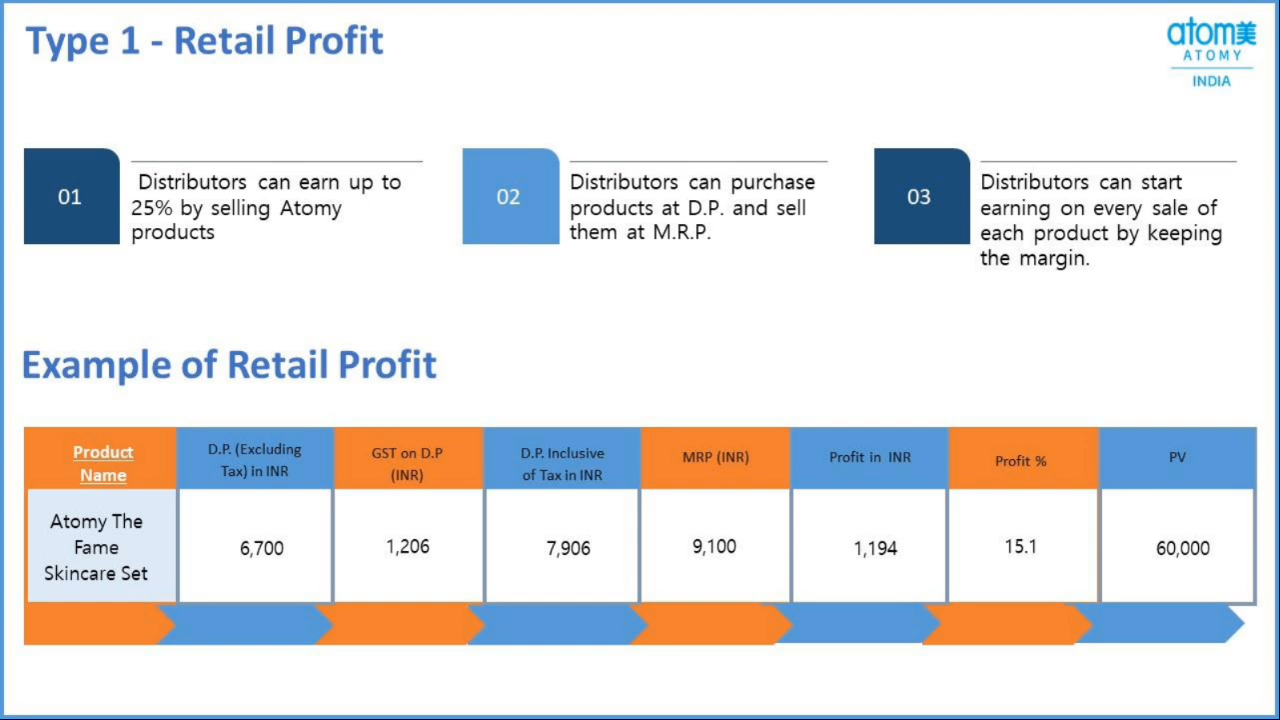 Type 1 - Retail Profit
atom美
ATOMY
INDIA
01
Distributors can earn up to
25% by selling Atomy
products
02
Distributors can purchase
products at D.P. and sell
them at M.R.P.
03
Distributors can start
earning on every sale of
each product by keeping
the margin.
Example of Retail Profit
Product
Name
D.P. (Excluding
Tax) in INR
GST on D.P
(INR)
D.P. Inclusive
of Tax in INR
MRP (INR)
Profit in INR
Profit %
PV
Atomy The
Fame
Skincare Set
6,700
1,206
7,906
9,100
1,194
15.1
60,000